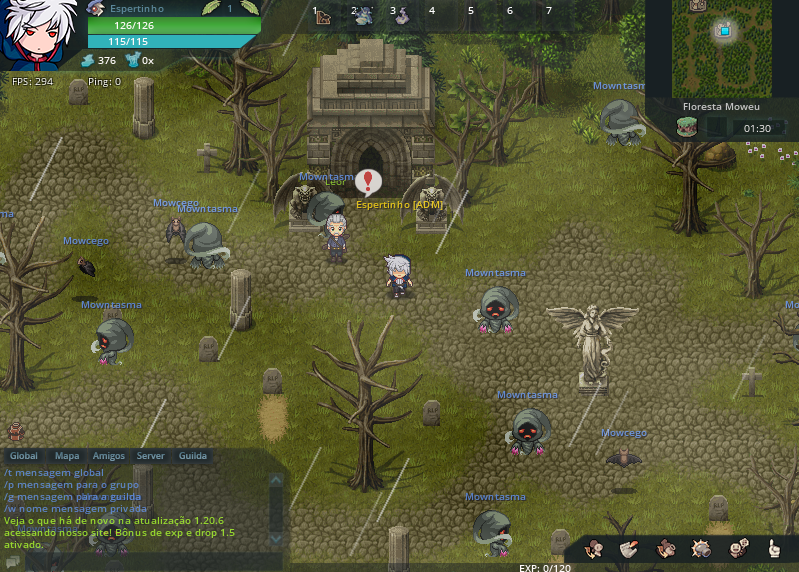 Espertinho 1
126/126
115/115
376 0x
FPS: 294 Ping: 0
1 2 3 4 5 6 7
Floresta Moweu
01:30
Mowntasma
Mowntasma
Leor
Espertinho [ADM]
Mowcego
Mowntasma
Mowcego
Mowntasma
Mowntasma
Mowntasma
Mowcego
Mowntasma
Global Mapa Amigos Server Guilda
/t mensagem global
/p mensagem para o grupo
/g mensagem para a guilda
/w nome mensagem privada
Veja o que há de novo na atualização 1.20.6
acessando nosso site! Bônus de exp e drop 1.5
ativado.
EXP: 0/120